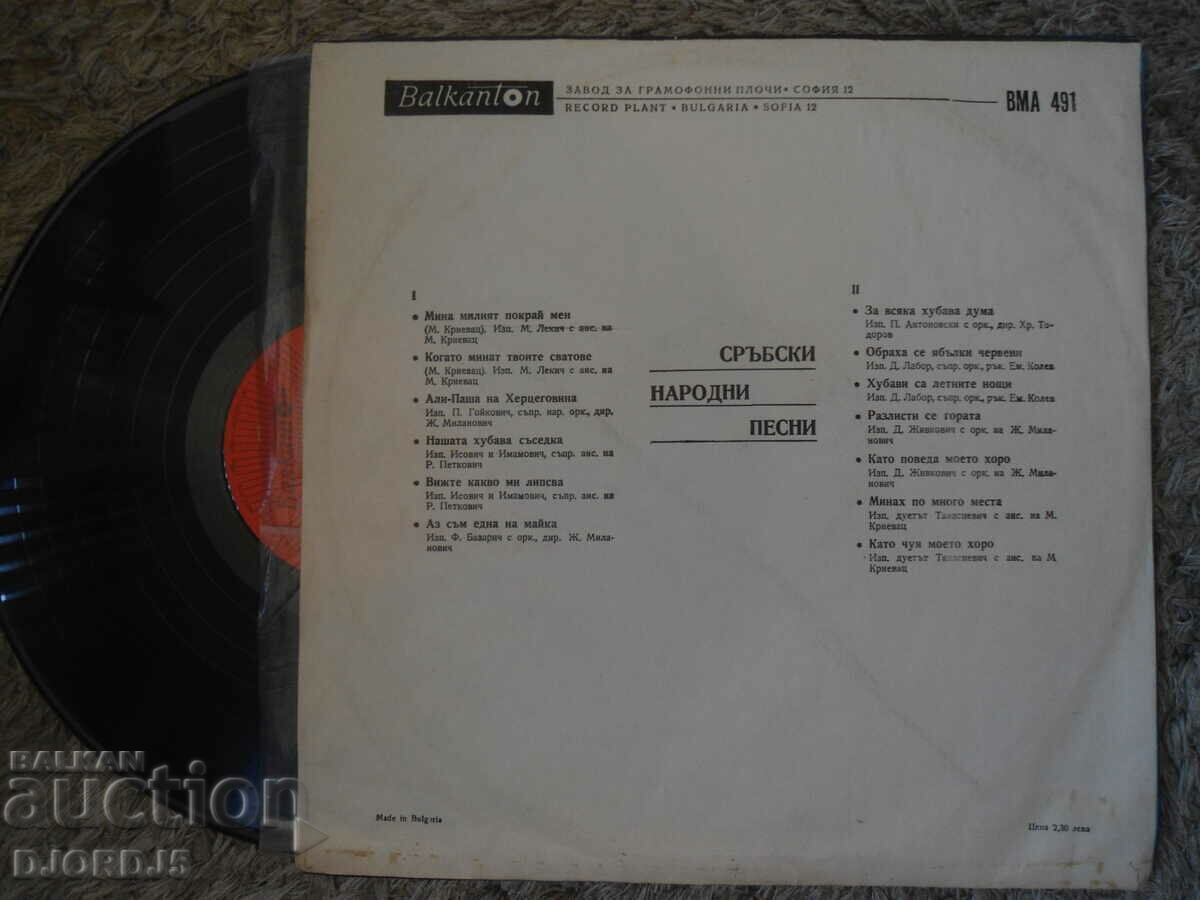 Balkanton
ЗАВОД ЗА ГРАМОФОННИ ПЛОЧИ • СОФИЯ 12
RECORD PLANT • BULGARIA • SOFIA 12
ВМА 491
I
• Мина милият покрай мен
(М. Криевац). Изп. М. Лекич с анс. на
М. Криевац
• Когато минат твоите сватове
(М. Криевац). Изп. М. Лекич с анс. на
М. Криевац
• Али-Паша на Херцеговина
Изп. П. Гойкович, съпр. нар. орк., дир.
Ж. Миланович
• Нашата хубава съседка
Изп. Исович и Имамович, съпр. анс. на
Р. Петкович
• Вижте какво ми липсва
Изп. Исович и Имамович, съпр. анс. на
Р. Петкович
• Аз съм една на майка
Изп. Ф. Баварич с орк., дир. Ж. Мила-
нович
СРЪБСКИ
НАРОДНИ
ПЕСНИ
II
• За всяка хубава дума
Изп. П. Антоновски с орк., дир. Хр. То-
доров
• Обраха се ябълки червени
Изп. Д. Лабор, съпр. орк., рък. Ем. Колев
• Хубави са летните нощи
Изп. Д. Лабор, съпр. орк., рък. Ем. Колев
• Разлисти се гората
Изп. Д. Живкович с орк. на Ж. Мила-
нович
• Като поведа моето хоро
Изп. Д. Живкович с орк. на Ж. Мила-
нович
• Минах по много места
Изп. дуетът с анс. на М.
Криевац
• Като чуя моето хоро
Изп. дуетът с анс. на М
Криевац
Made in Bulgaria
Цена 2,30 лева
BALKAN
auction
DJORDJ5